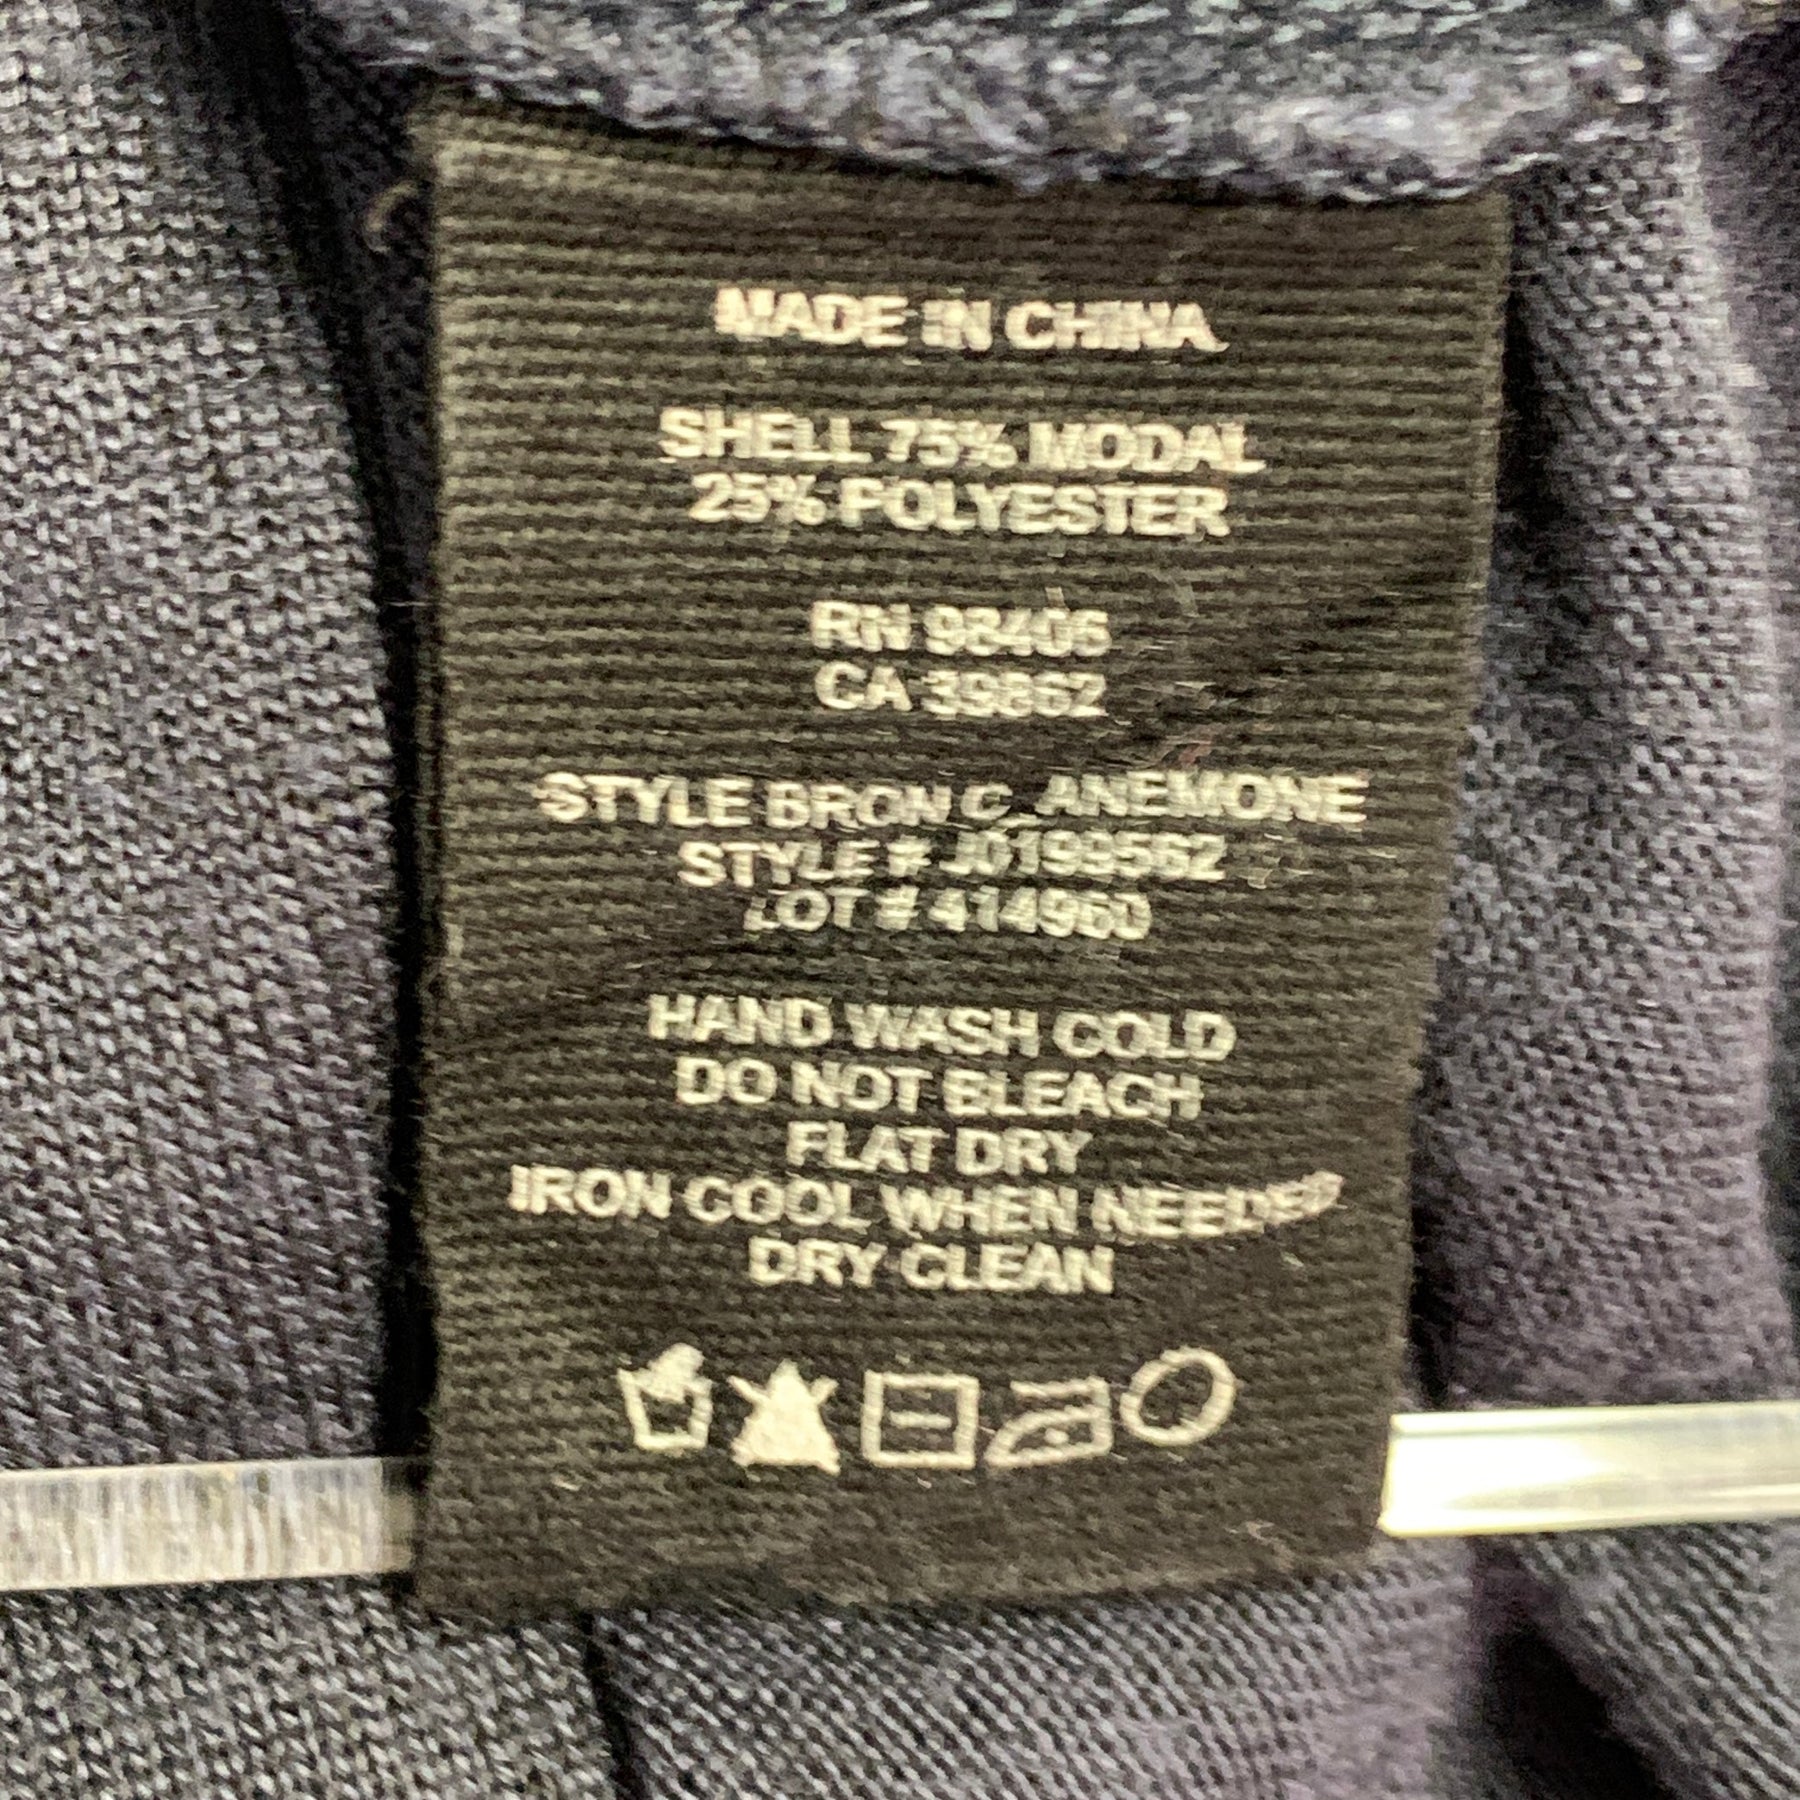 MADE IN CHINA
SHELL 75% MODAL
25% POLYESTER
RN 98406
CA 39862
STYLE BRON C_ANEMONE
STYLE # J0199562
LOT # 414960
HAND WASH COLD
DO NOT BLEACH
FLAT DRY
IRON COOL WHEN NEEDED
DRY CLEAN